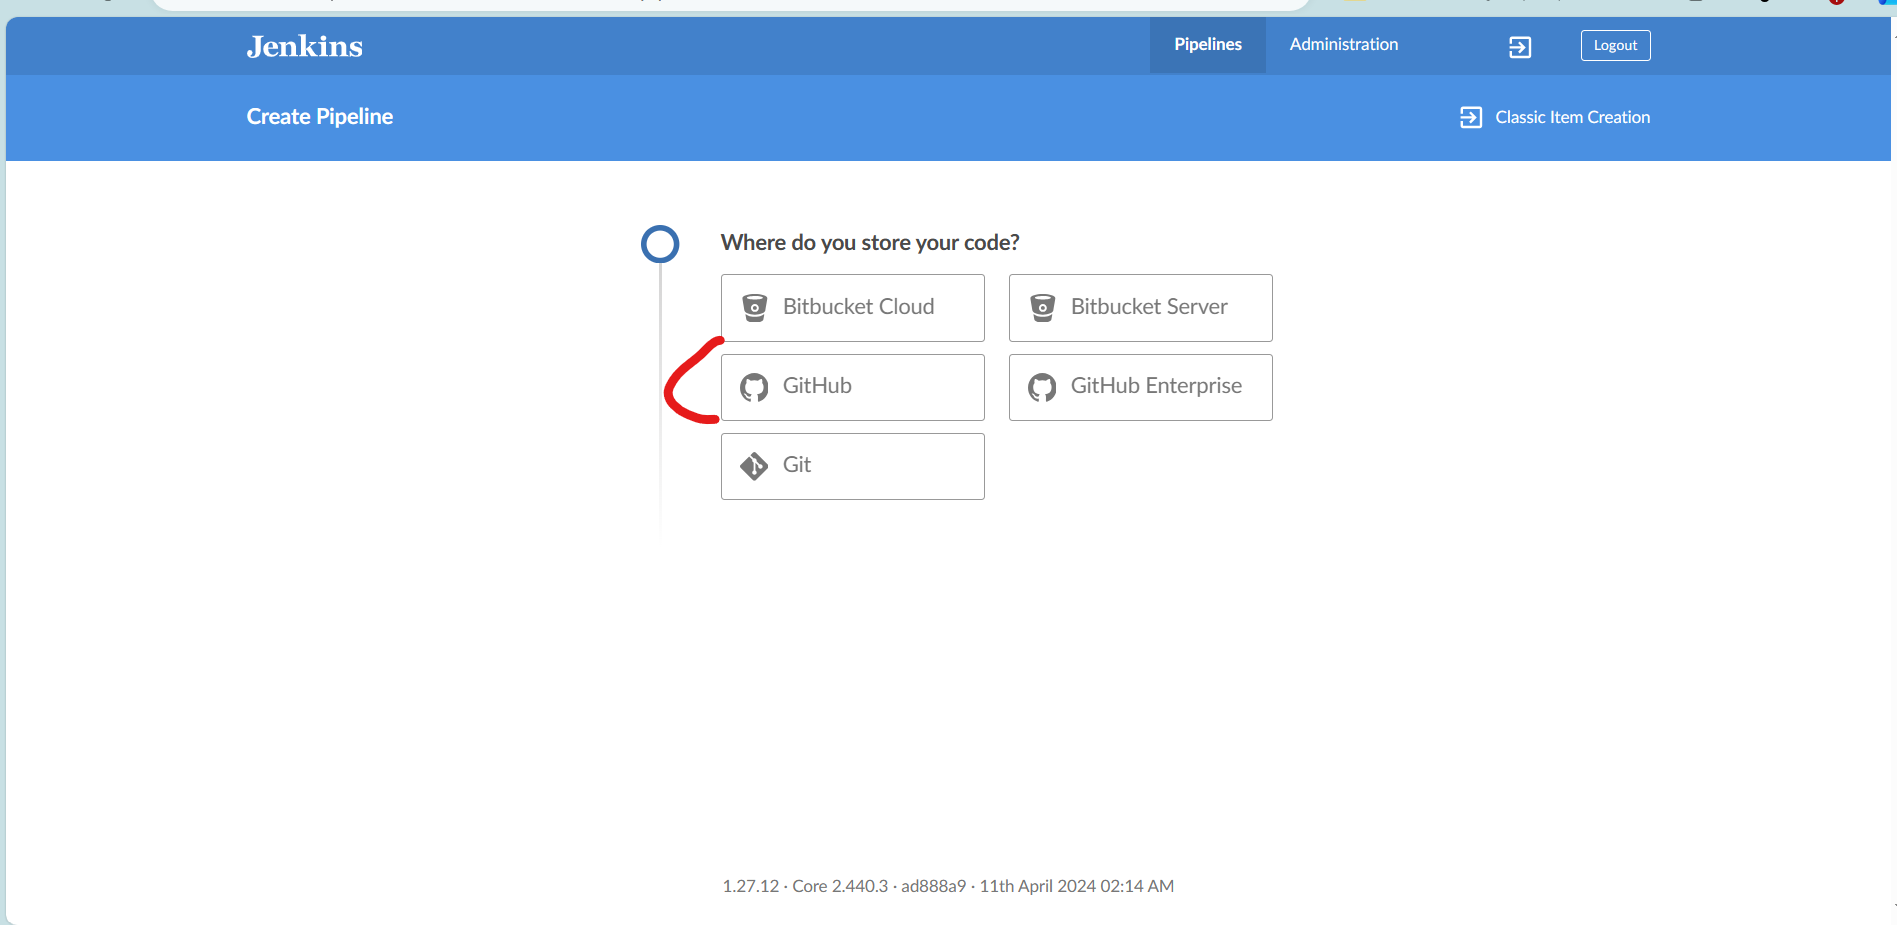 Jenkins
Pipelines
Administration
Logout
Create Pipeline
Classic Item Creation
Where do you store your code?
Bitbucket Cloud
Bitbucket Server
GitHub
GitHub Enterprise
Git
1.27.12 · Core 2.440.3 · ad888a9 · 11th April 2024 02:14 AM